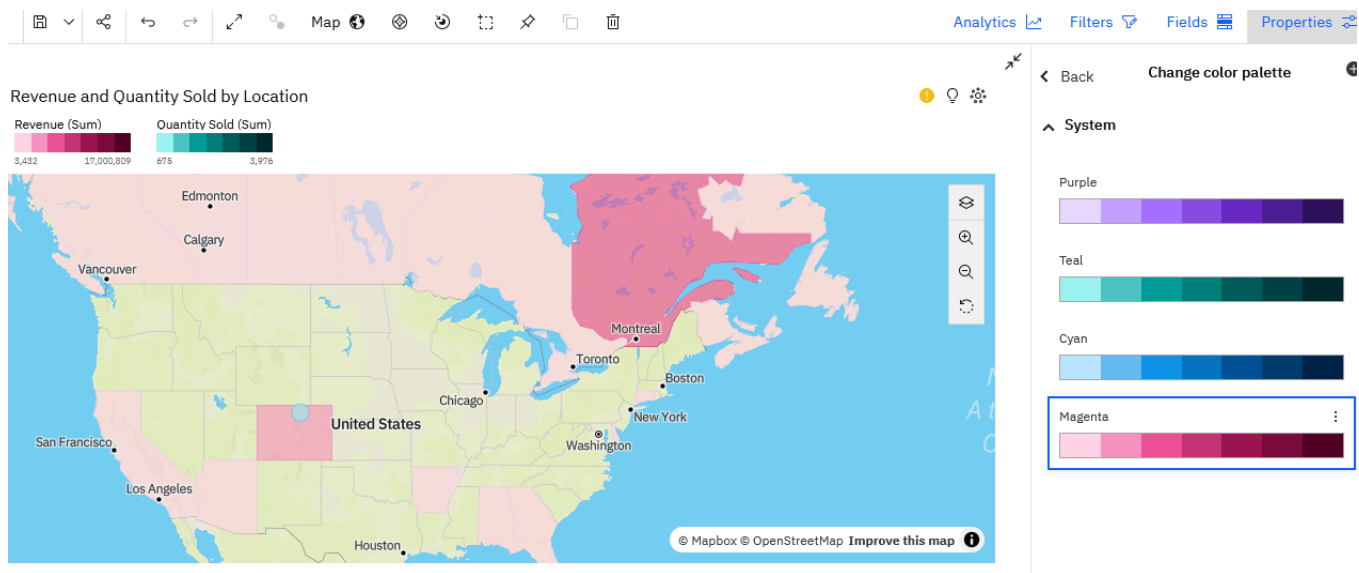 Map
Analytics
Filters
Fields
Properties
Back
Change color palette
System
Revenue and Quantity Sold by Location
Revenue (Sum)
3,432
17,000,809
Quantity Sold (Sum)
675
3,976
Edmonton
Calgary
Vancouver
Montreal
Toronto
Boston
Chicago
New York
United States
Washington
San Francisco
Los Angeles
Houston
© Mapbox © OpenStreetMap Improve this map
Purple
Teal
Cyan
Magenta